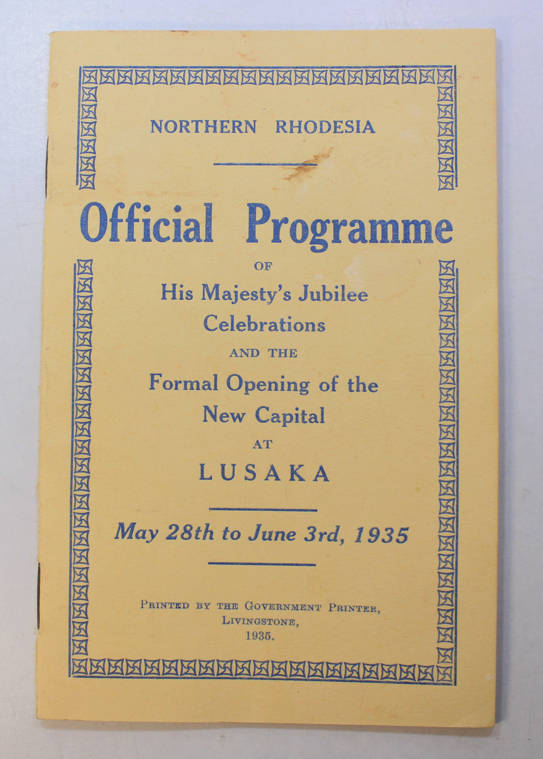 NORTHERN RHODESIA
Official Programme
OF
His Majesty's Jubilee
Celebrations
AND THE
Formal Opening of the
New Capital
AT
LUSAKA
May 28th to June 3rd, 1935
PRINTED BY THE GOVERNMENT PRINTER,
LIVINGSTONE,
1935.